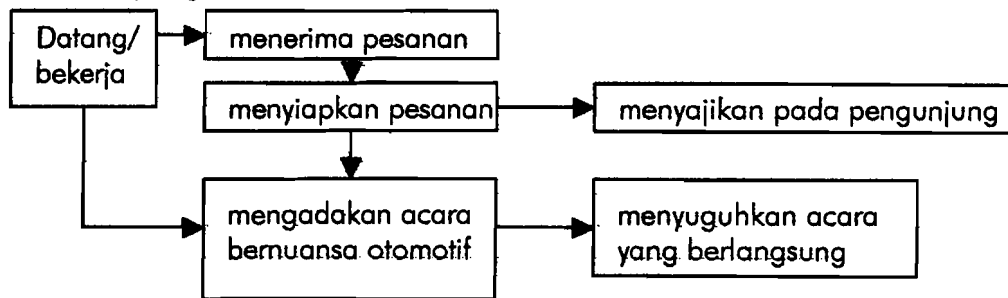 Datang/
bekerja
menerima pesanan
menyiapkan pesanan
menyajikan pada pengunjung
mengadakan acara
bernuansa otomotif
menyuguhkan acara
yang berlangsung